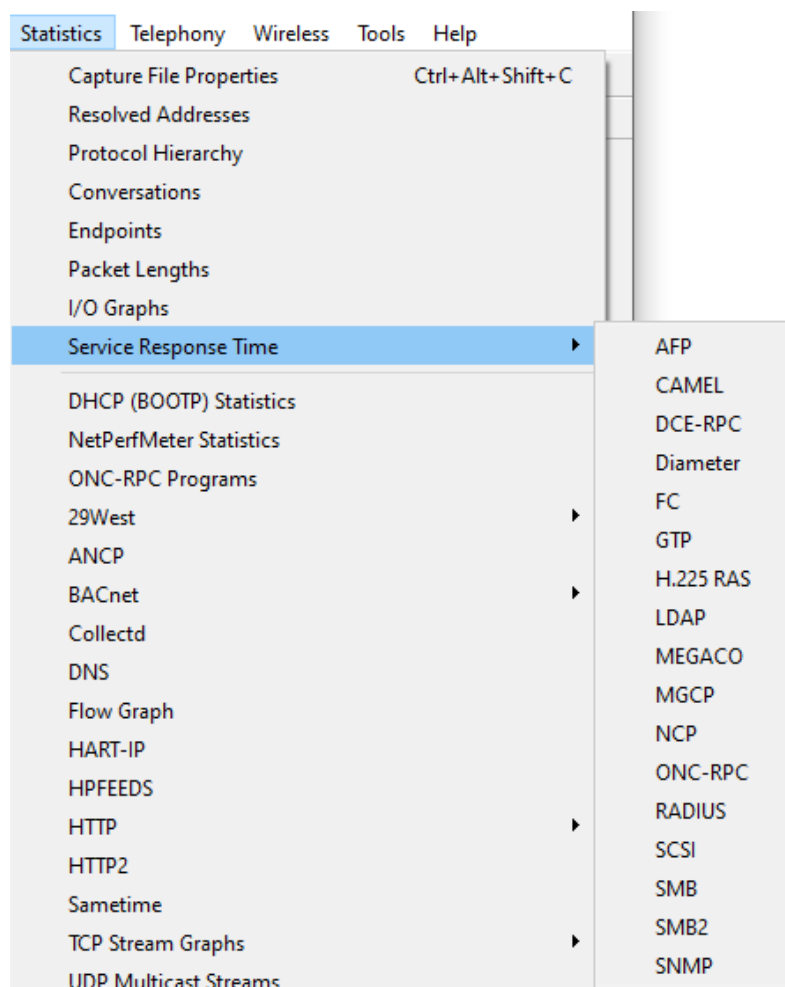 Statistics Telephony Wireless Tools Help
Capture File Properties Ctrl+Alt+Shift+C
Resolved Addresses
Protocol Hierarchy
Conversations
Endpoints
Packet Lengths
I/O Graphs
Service Response Time
DHCP (BOOTP) Statistics
NetPerfMeter Statistics
ONC-RPC Programs
29West
ANCP
BACnet
Collectd
DNS
Flow Graph
HART-IP
HPFEEDS
HTTP
HTTP2
Sametime
TCP Stream Graphs
UDP Multicast Streams
AFP
CAMEL
DCE-RPC
Diameter
FC
GTP
H.225 RAS
LDAP
MEGACO
MGCP
NCP
ONC-RPC
RADIUS
SCSI
SMB
SMB2
SNMP